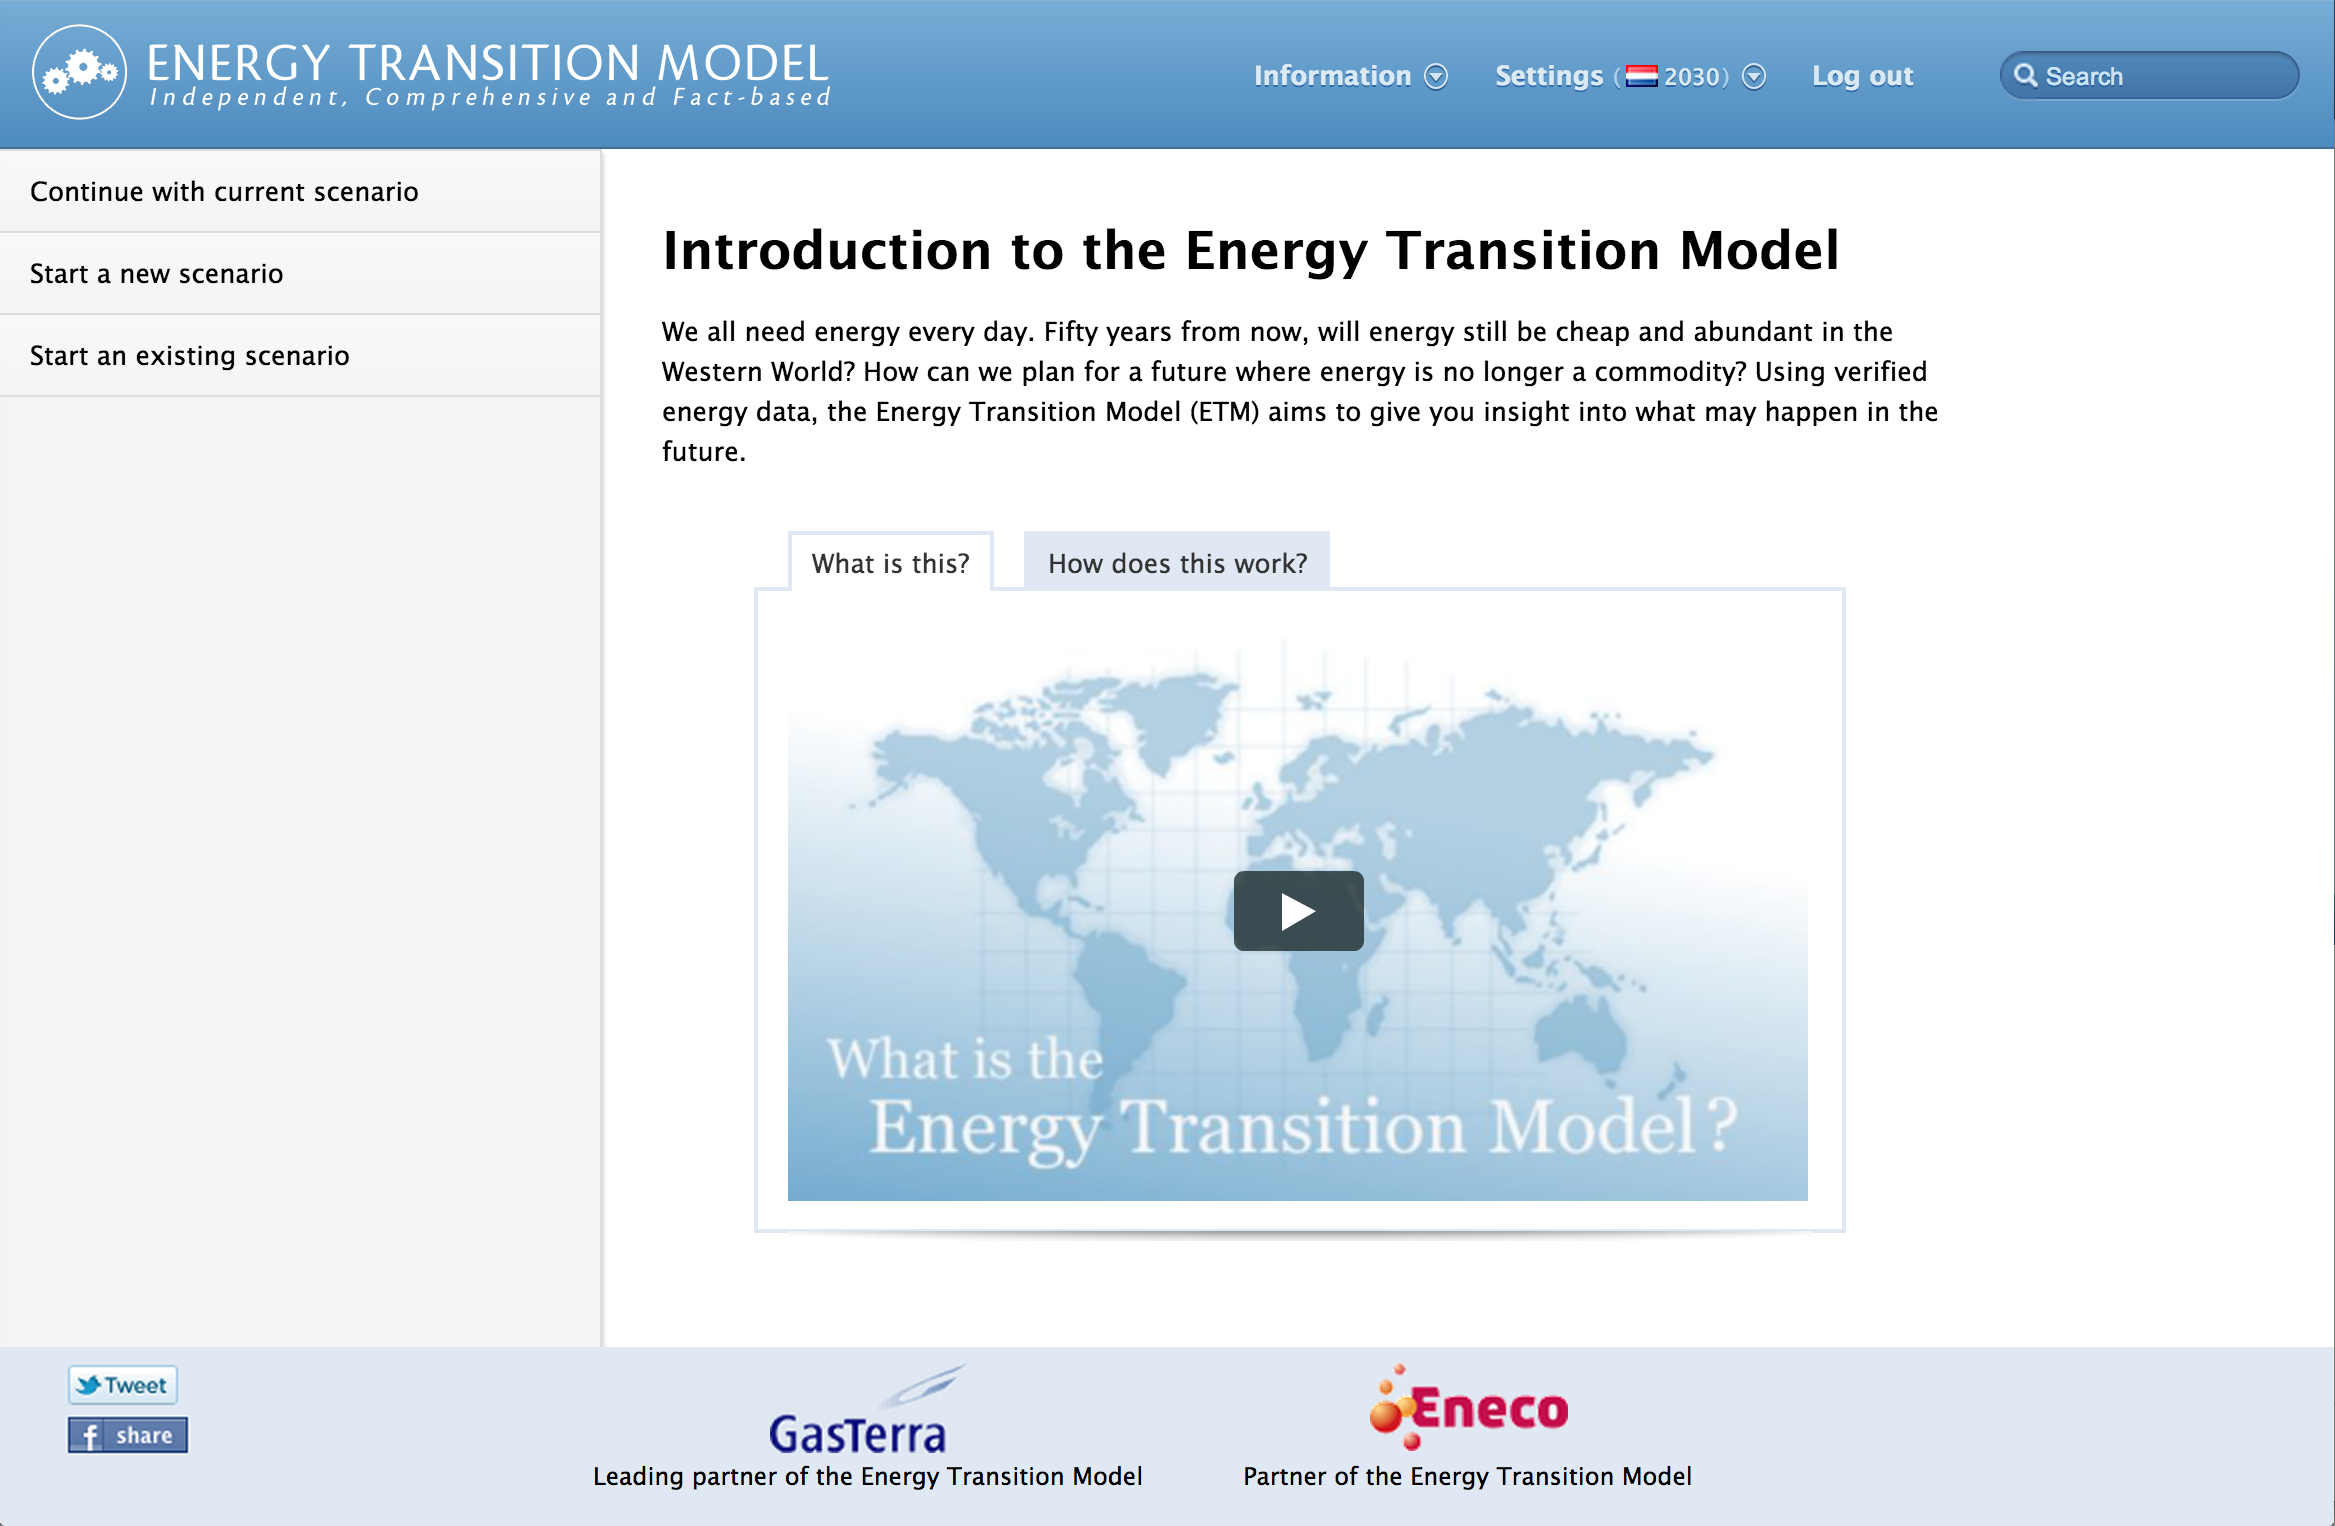 ENERGY TRANSITION MODEL
Independent, Comprehensive and Fact-based
Information
Settings ( 2030)
Log out
Search
Continue with current scenario
Start a new scenario
Start an existing scenario
Introduction to the Energy Transition Model
We all need energy every day. Fifty years from now, will energy still be cheap and abundant in the
Western World? How can we plan for a future where energy is no longer a commodity? Using verified
energy data, the Energy Transition Model (ETM) aims to give you insight into what may happen in the
future.
What is this?
How does this work?
What is the
Energy Transition Model?
Tweet
f share
GasTerra
Leading partner of the Energy Transition Model
Eneco
Partner of the Energy Transition Model